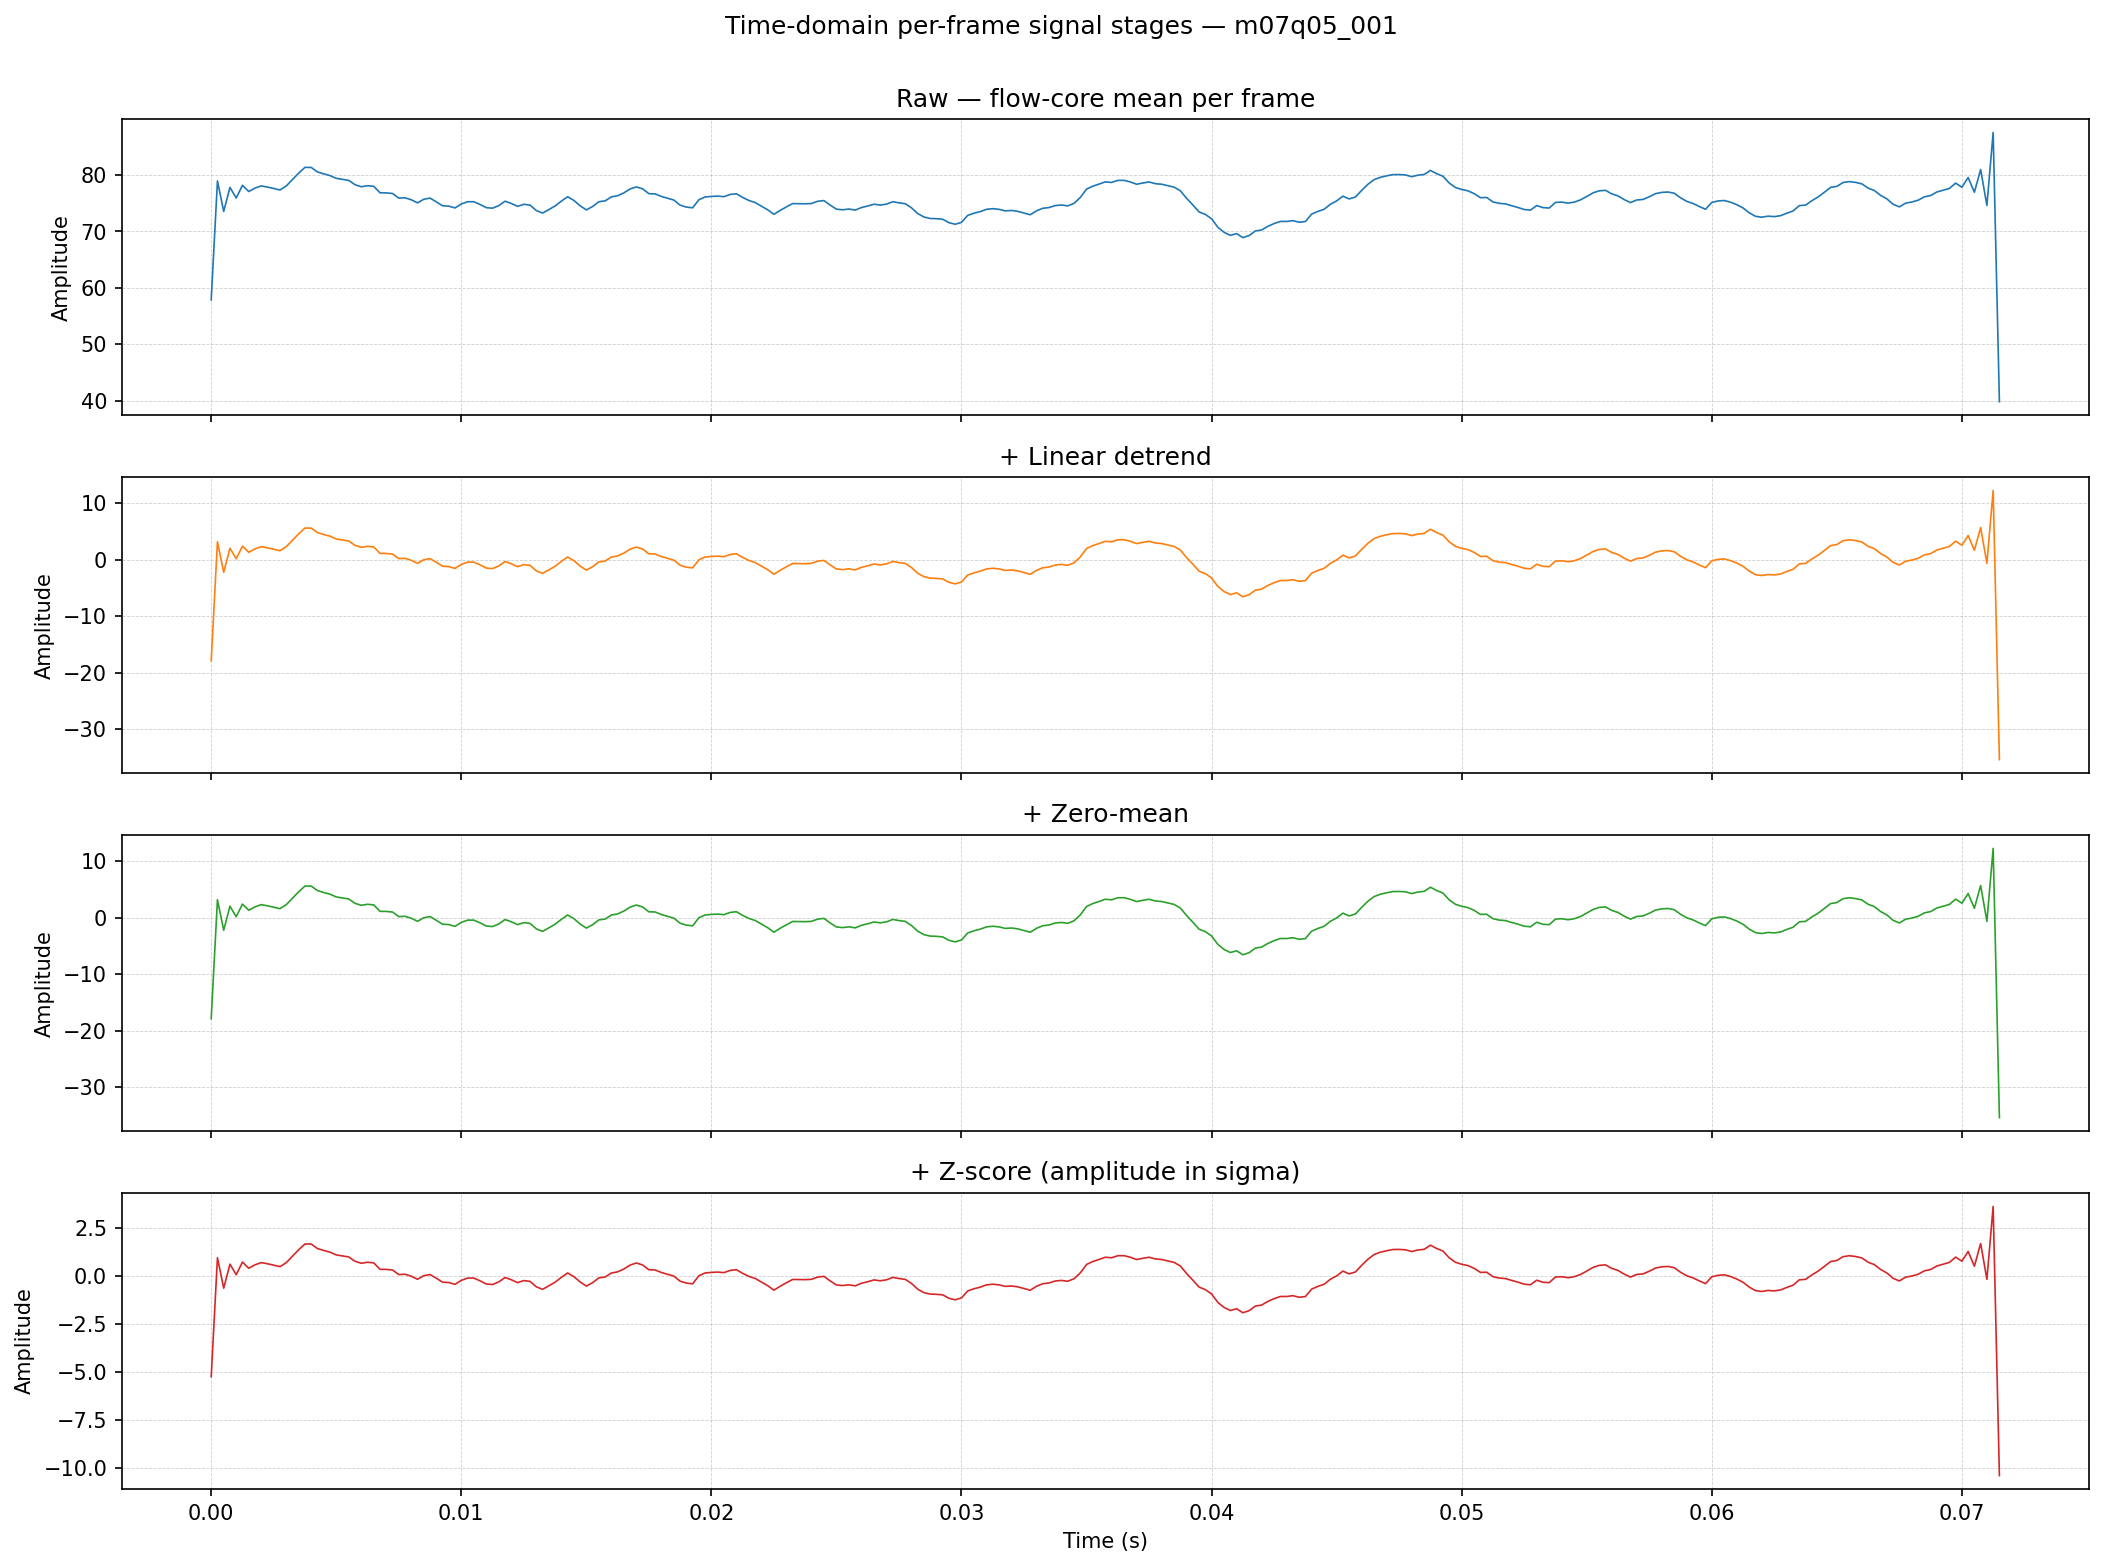 Time-domain per-frame signal stages — m07q05_001
Raw — flow-core mean per frame
Amplitude
80
70
60
50
40
+ Linear detrend
Amplitude
10
0
−10
−20
−30
+ Zero-mean
Amplitude
10
0
−10
−20
−30
+ Z-score (amplitude in sigma)
Amplitude
2.5
0.0
−2.5
−5.0
−7.5
−10.0
0.00 0.01 0.02 0.03 0.04 0.05 0.06 0.07
Time (s)